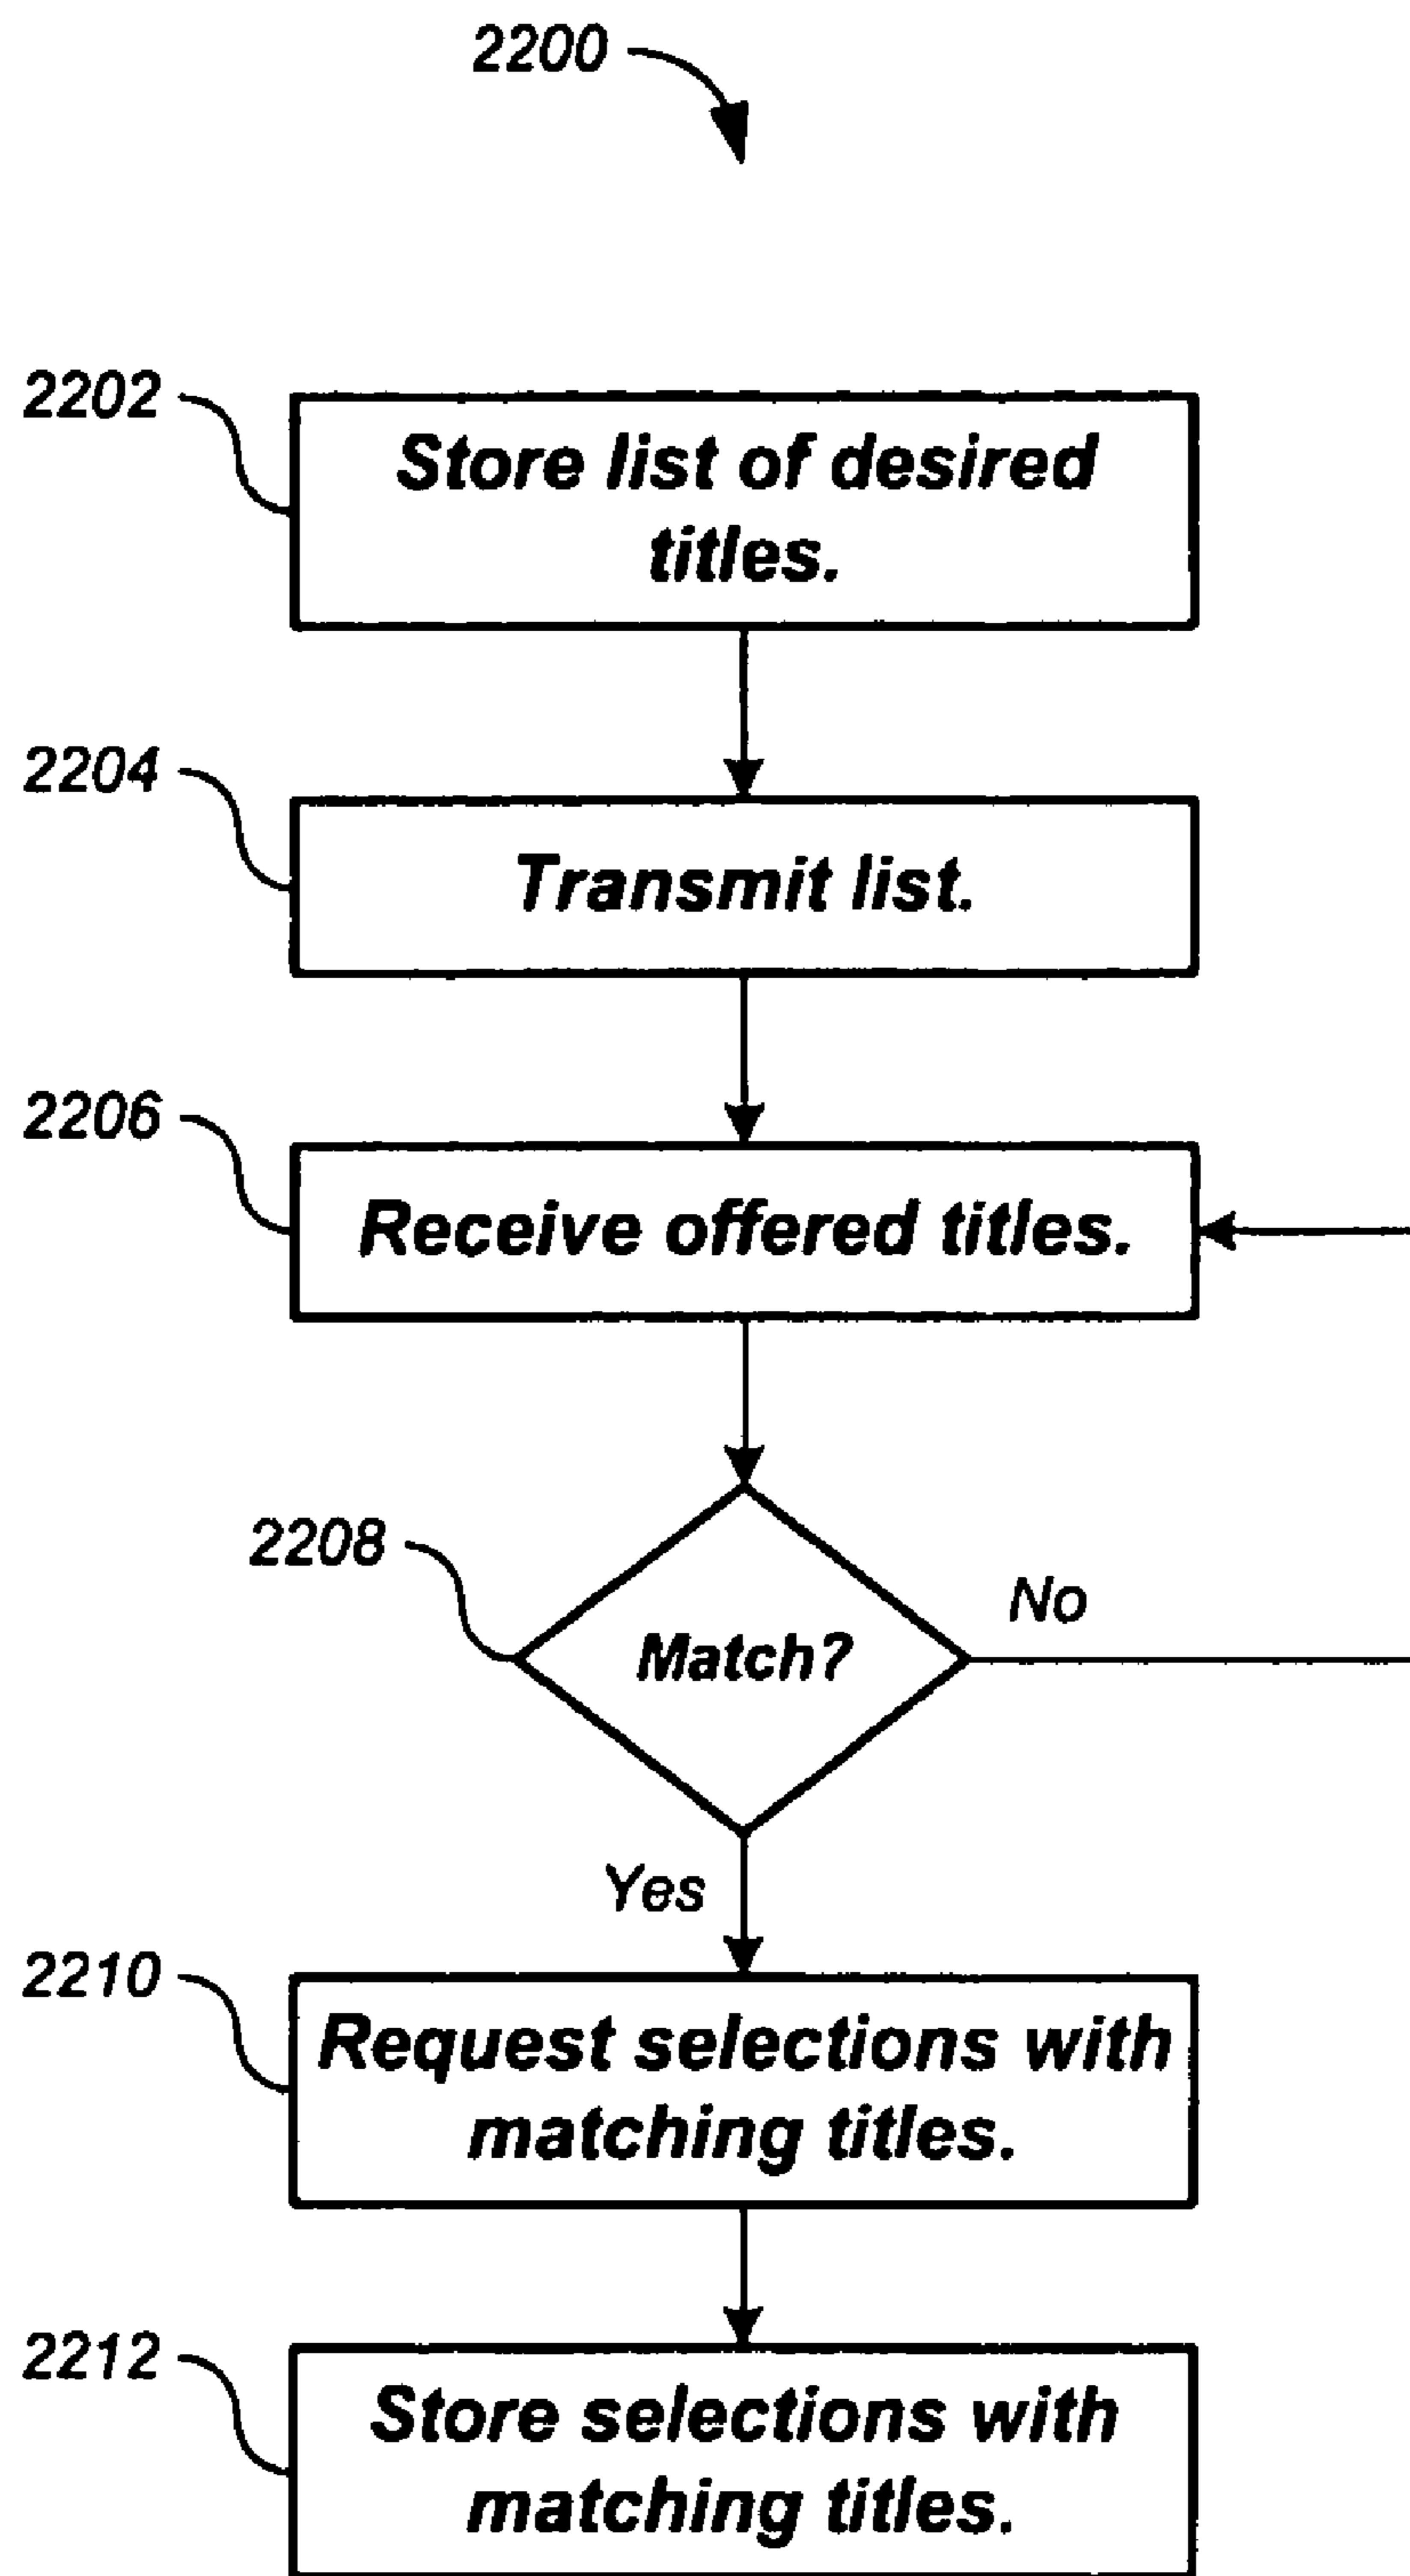 2200
2202
Store list of desired
titles.
2204
Transmit list.
2206
Receive offered titles.
2208
Match?
No
Yes
2210
Request selections with
matching titles.
2212
Store selections with
matching titles.